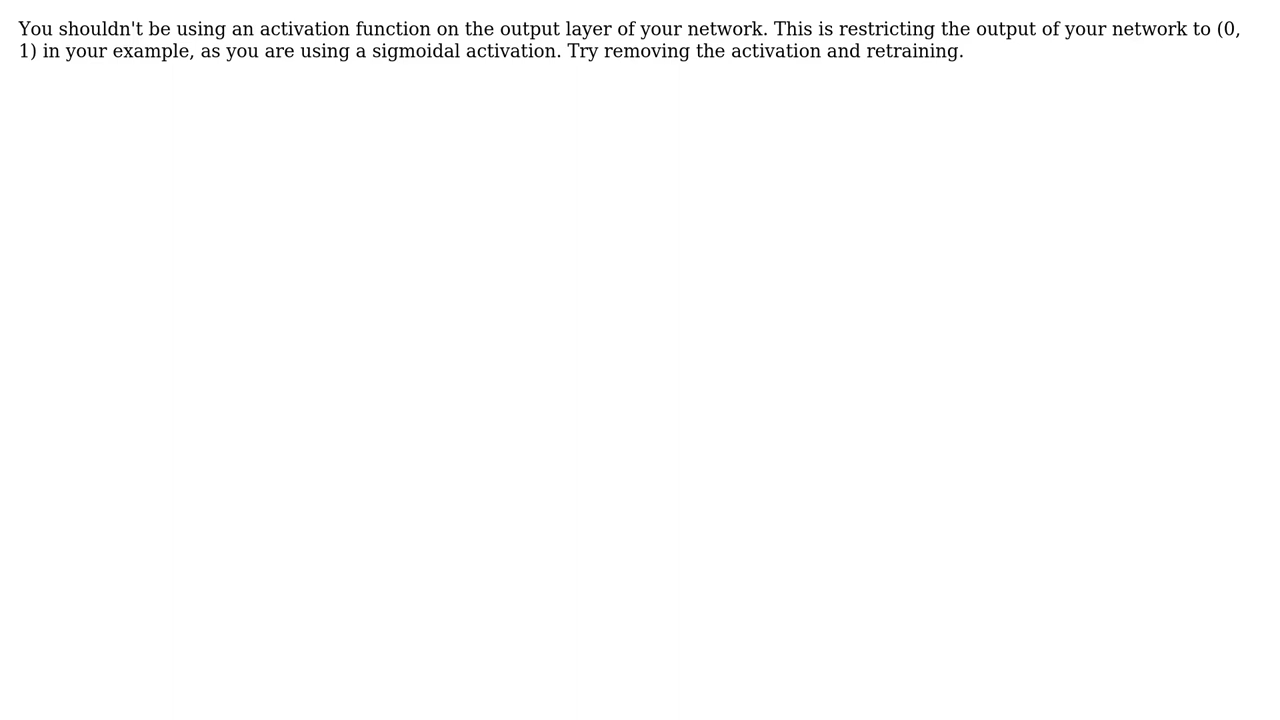 You shouldn't be using an activation function on the output layer of your network. This is restricting the output of your network to (0,
1) in your example, as you are using a sigmoidal activation. Try removing the activation and retraining.